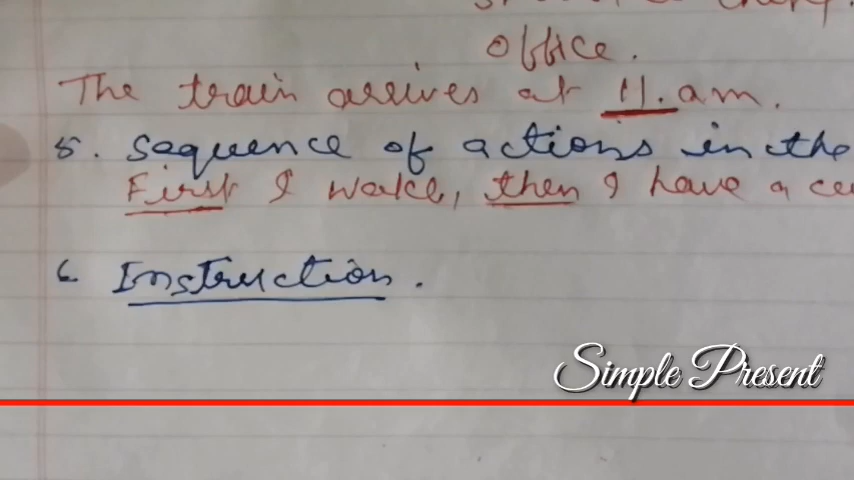 office.
The train arrives at 11.am.
5. Sequence of actions in the
First I wake, then I have a
6 Instruction.
Simple Present